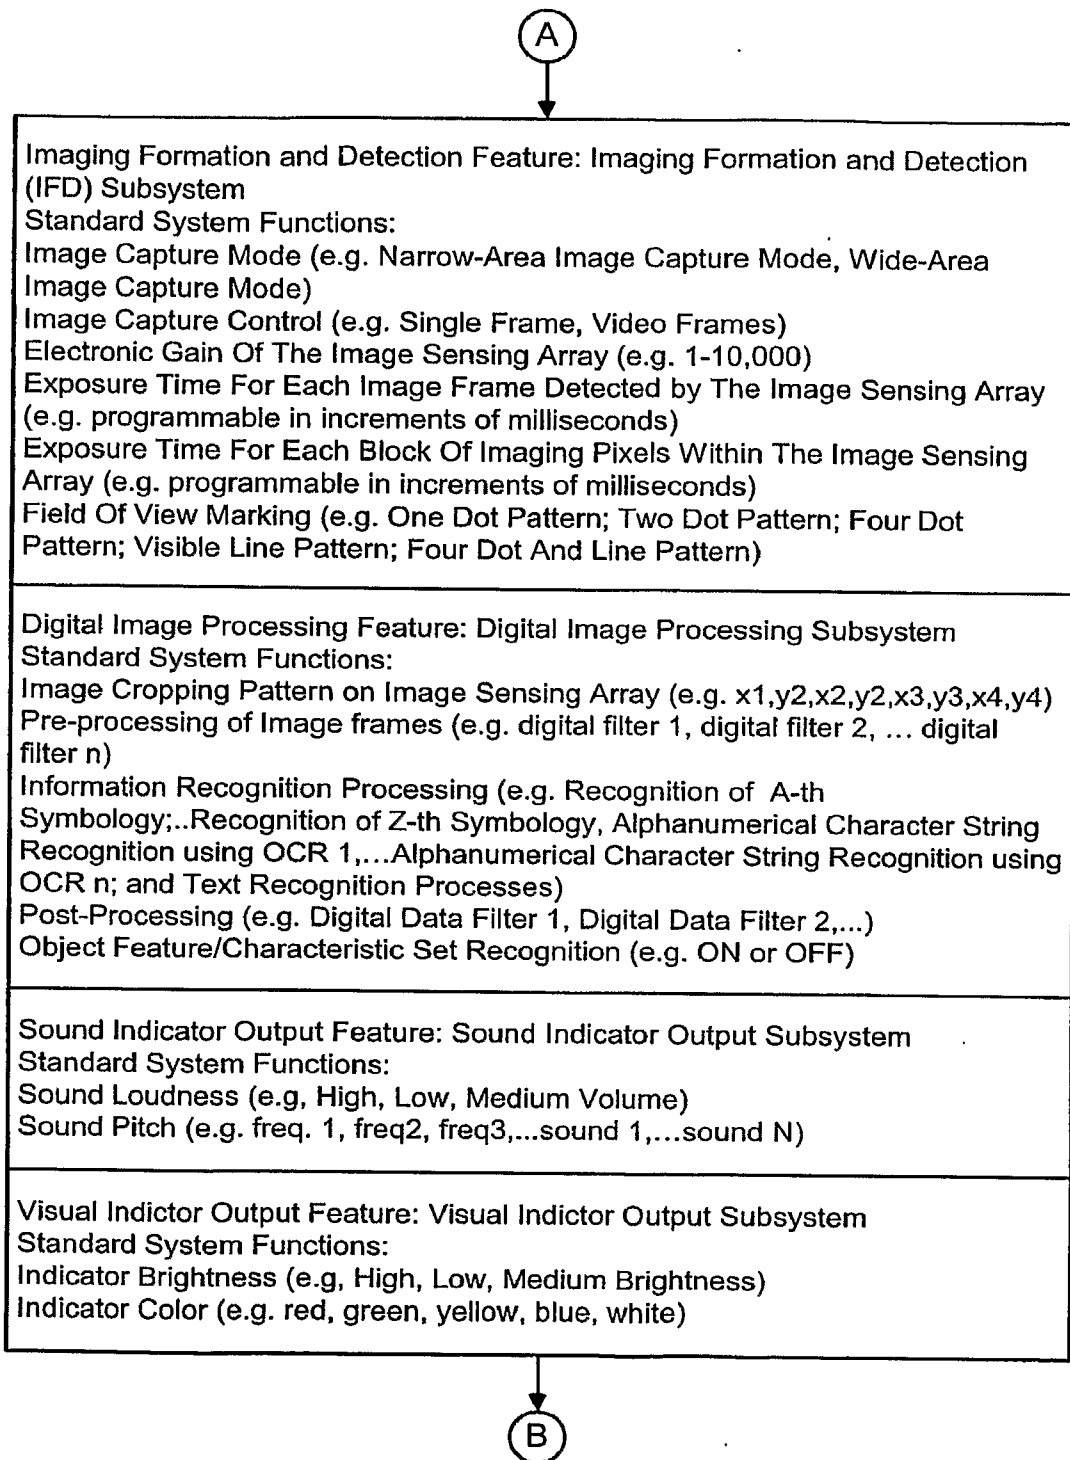 A
Imaging Formation and Detection Feature: Imaging Formation and Detection
(IFD) Subsystem
Standard System Functions:
Image Capture Mode (e.g. Narrow-Area Image Capture Mode, Wide-Area
Image Capture Mode)
Image Capture Control (e.g. Single Frame, Video Frames)
Electronic Gain Of The Image Sensing Array (e.g. 1-10,000)
Exposure Time For Each Image Frame Detected by The Image Sensing Array
(e.g. programmable in increments of milliseconds)
Exposure Time For Each Block Of Imaging Pixels Within The Image Sensing
Array (e.g. programmable in increments of milliseconds)
Field Of View Marking (e.g. One Dot Pattern; Two Dot Pattern; Four Dot
Pattern; Visible Line Pattern; Four Dot And Line Pattern)
Digital Image Processing Feature: Digital Image Processing Subsystem
Standard System Functions:
Image Cropping Pattern on Image Sensing Array (e.g. x1,y2,x2,y2,x3,y3,x4,y4)
Pre-processing of Image frames (e.g. digital filter 1, digital filter 2, ... digital
filter n)
Information Recognition Processing (e.g. Recognition of A-th
Symbology;..Recognition of Z-th Symbology, Alphanumerical Character String
Recognition using OCR 1,...Alphanumerical Character String Recognition using
OCR n; and Text Recognition Processes)
Post-Processing (e.g. Digital Data Filter 1, Digital Data Filter 2,...)
Object Feature/Characteristic Set Recognition (e.g. ON or OFF)
Sound Indicator Output Feature: Sound Indicator Output Subsystem
Standard System Functions:
Sound Loudness (e.g, High, Low, Medium Volume)
Sound Pitch (e.g. freq. 1, freq2, freq3,...sound 1,...sound N)
Visual Indictor Output Feature: Visual Indictor Output Subsystem
Standard System Functions:
Indicator Brightness (e.g, High, Low, Medium Brightness)
Indicator Color (e.g. red, green, yellow, blue, white)
B